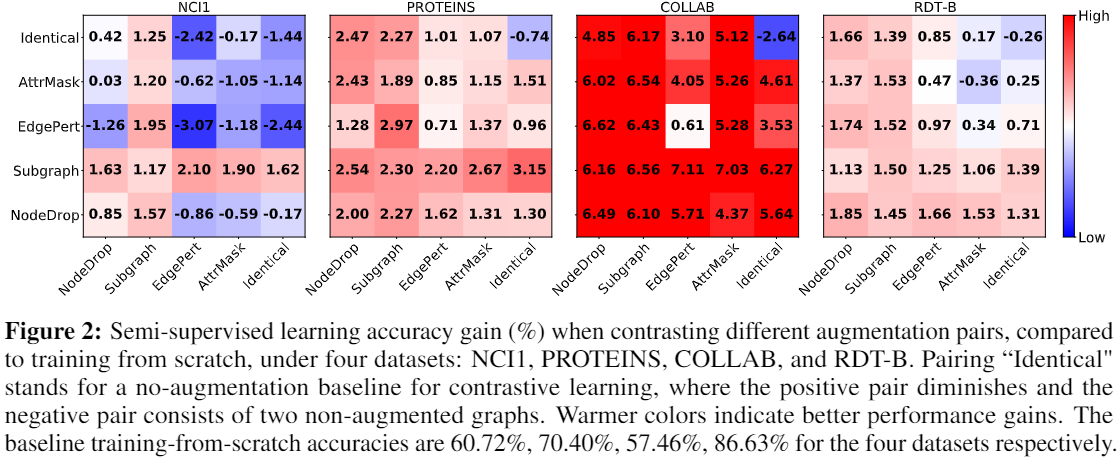 NCI1 PROTEINS COLLAB RDT-B High
Identical 0.42 1.25 -2.42 -0.17 -1.44 2.47 2.27 1.01 1.07 -0.74 4.85 6.17 3.10 5.12 -2.64 1.66 1.39 0.85 0.17 -0.26
AttrMask 0.03 1.20 -0.62 -1.05 -1.14 2.43 1.89 0.85 1.15 1.51 6.02 6.54 4.05 5.26 4.61 1.37 1.53 0.47 -0.36 0.25
EdgePert -1.26 1.95 -3.07 -1.18 -2.44 1.28 2.97 0.71 1.37 0.96 6.62 6.43 0.61 5.28 3.53 1.74 1.52 0.97 0.34 0.71
Subgraph 1.63 1.17 2.10 1.90 1.62 2.54 2.30 2.20 2.67 3.15 6.16 6.56 7.11 7.03 6.27 1.13 1.50 1.25 1.06 1.39
NodeDrop 0.85 1.57 -0.86 -0.59 -0.17 2.00 2.27 1.62 1.31 1.30 6.49 6.10 5.71 4.37 5.64 1.85 1.45 1.66 1.53 1.31
Low
NodeDrop Subgraph EdgePert AttrMask Identical NodeDrop Subgraph EdgePert AttrMask Identical NodeDrop Subgraph EdgePert AttrMask Identical NodeDrop Subgraph EdgePert AttrMask Identical
Figure 2: Semi-supervised learning accuracy gain (%) when contrasting different augmentation pairs, compared
to training from scratch, under four datasets: NCI1, PROTEINS, COLLAB, and RDT-B. Pairing “Identical"
stands for a no-augmentation baseline for contrastive learning, where the positive pair diminishes and the
negative pair consists of two non-augmented graphs. Warmer colors indicate better performance gains. The
baseline training-from-scratch accuracies are 60.72%, 70.40%, 57.46%, 86.63% for the four datasets respectively.